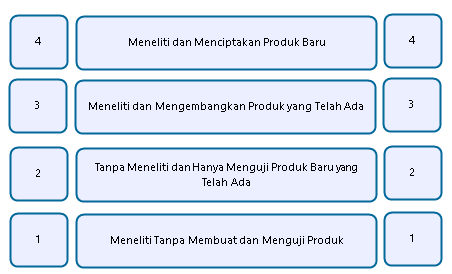 4 Meneliti dan Menciptakan Produk Baru 4
3 Meneliti dan Mengembangkan Produk yang Telah Ada 3
2 Tanpa Meneliti dan Hanya Menguji Produk Baru yang 2
Telah Ada
1 Meneliti Tanpa Membuat dan Menguji Produk 1